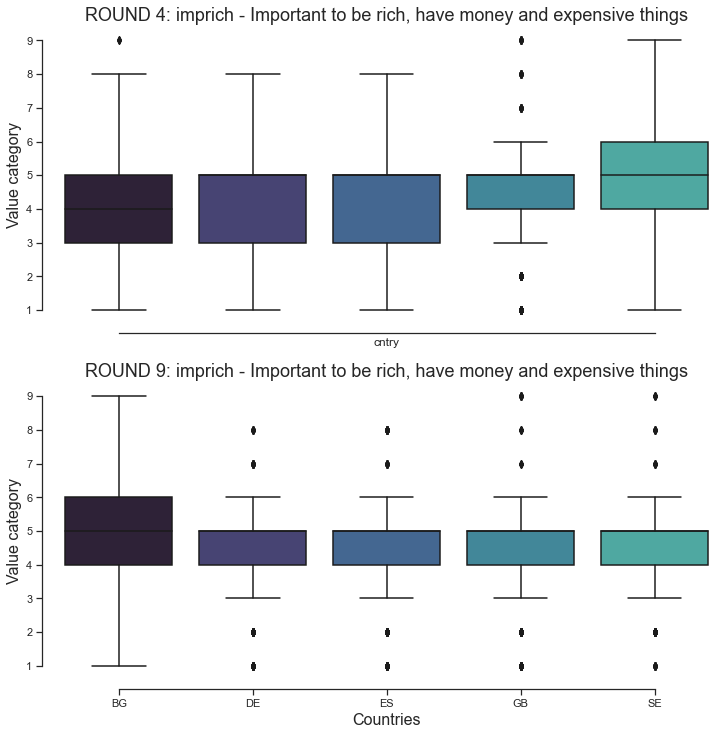 ROUND 4: imprich - Important to be rich, have money and expensive things
9
8
7
6
5
4
3
2
1
Value category
cntry
ROUND 9: imprich - Important to be rich, have money and expensive things
9
8
7
6
5
4
3
2
1
Value category
BG DE ES GB SE
Countries